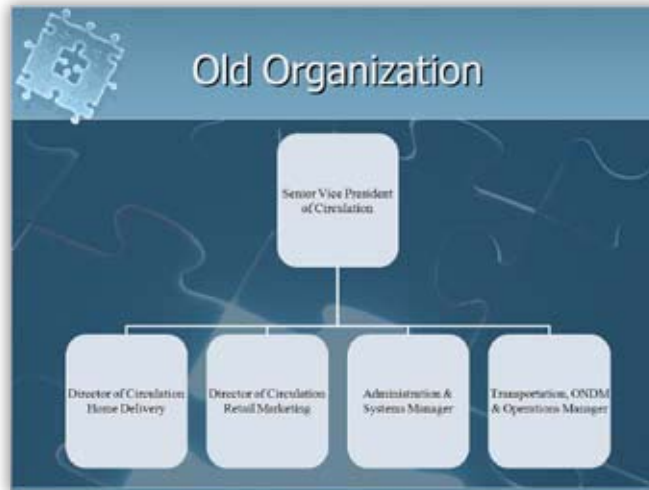 Old Organization
Senior Vice President
of Circulation
Director of Circulation
Home Delivery
Director of Circulation
Retail Marketing
Administration &
Systems Manager
Transportation, ONDM
& Operations Manager